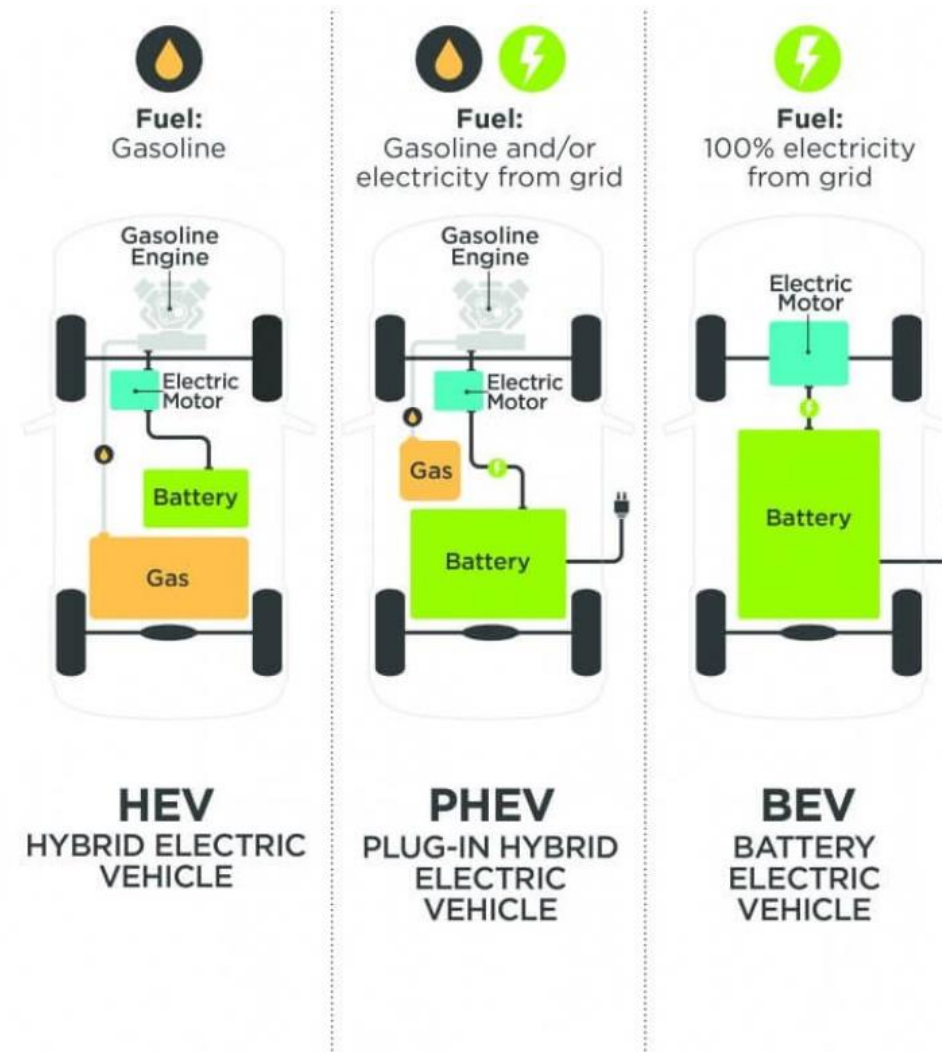 Fuel:
Gasoline
Gasoline
Engine
Electric
Motor
Battery
Gas
HEV
HYBRID ELECTRIC
VEHICLE
Fuel:
Gasoline and/or
electricity from grid
Gasoline
Engine
Electric
Motor
Gas
Battery
PHEV
PLUG-IN HYBRID
ELECTRIC
VEHICLE
Fuel:
100% electricity
from grid
Electric
Motor
Battery
BEV
BATTERY
ELECTRIC
VEHICLE